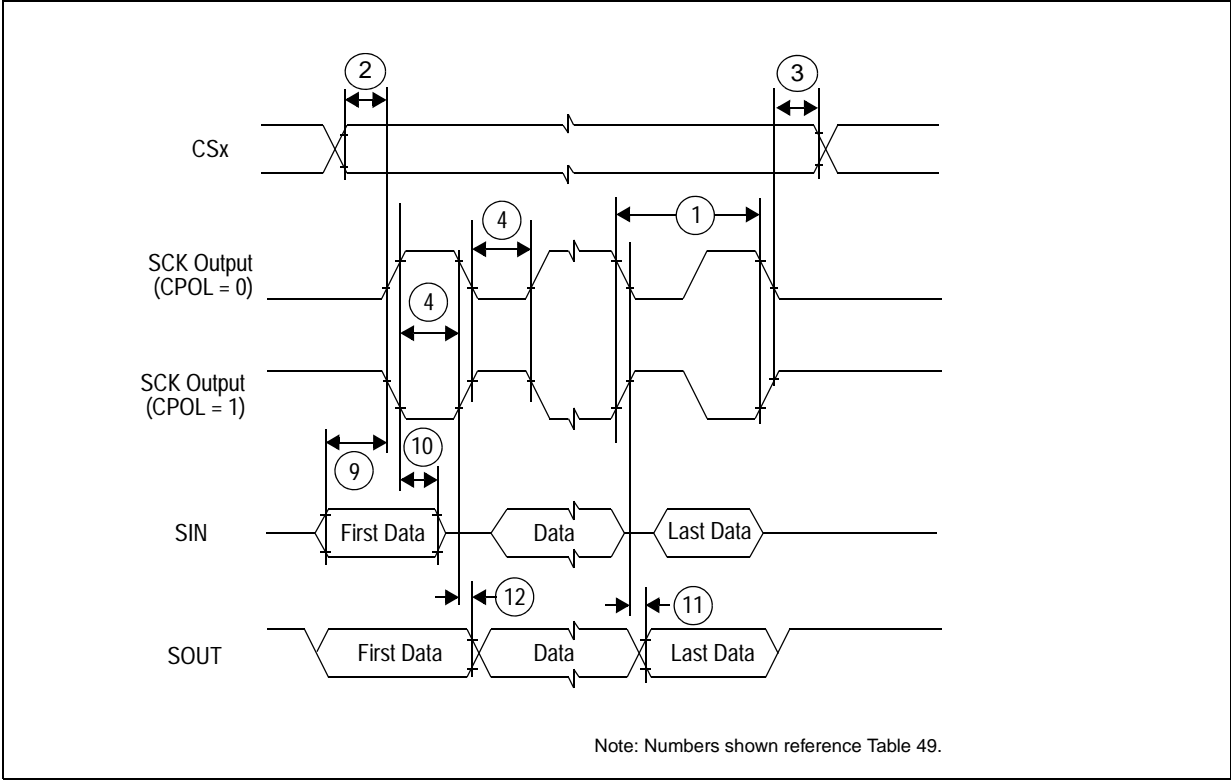 2
3
CSx
1
4
SCK Output
(CPOL = 0)
4
SCK Output
(CPOL = 1)
10
9
SIN
First Data
Data
Last Data
12
11
SOUT
First Data
Data
Last Data
Note: Numbers shown reference Table 49.